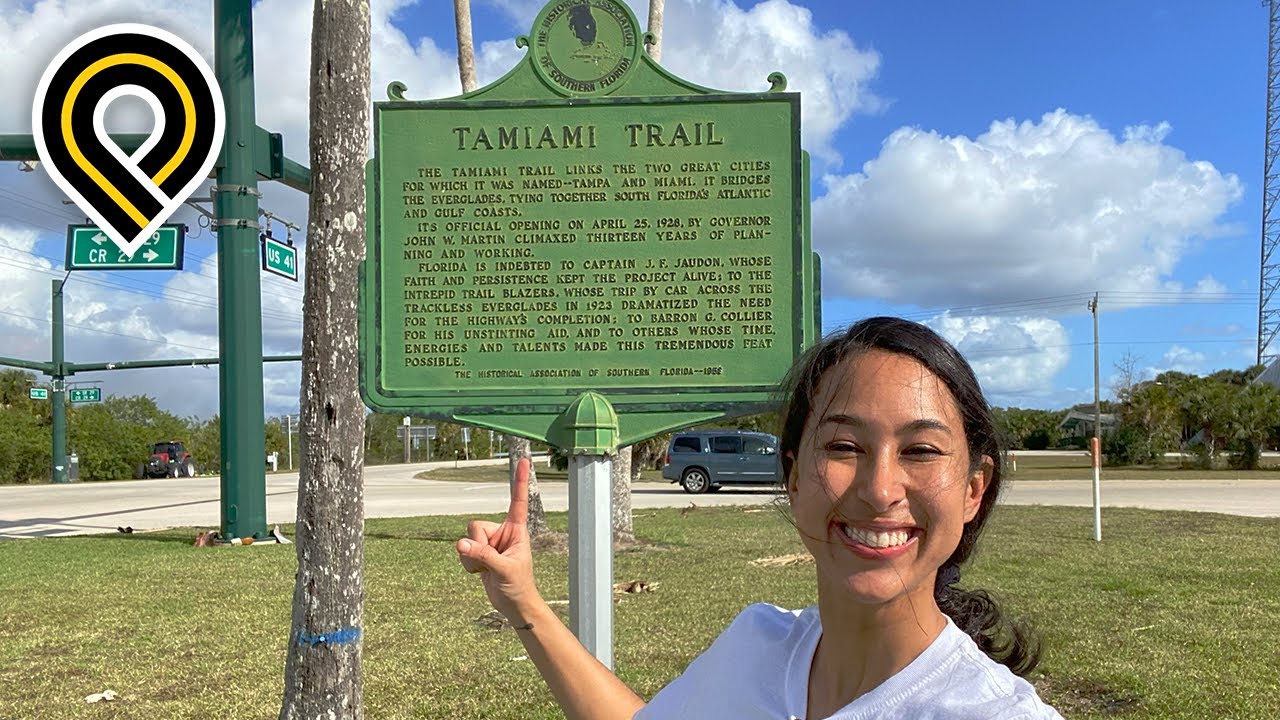 THE HISTORICAL ASSOCIATION
OF SOUTHERN FLORIDA
TAMIAMI TRAIL
THE TAMIAMI TRAIL LINKS THE TWO GREAT CITIES
FOR WHICH IT WAS NAMED--TAMPA AND MIAMI. IT BRIDGES
THE EVERGLADES, TYING TOGETHER SOUTH FLORIDA'S ATLANTIC
AND GULF COASTS.
ITS OFFICIAL OPENING ON APRIL 25, 1928, BY GOVERNOR
JOHN W. MARTIN CLIMAXED THIRTEEN YEARS OF PLAN-
NING AND WORKING.
FLORIDA IS INDEBTED TO CAPTAIN J. F. JAUDON, WHOSE
FAITH AND PERSISTENCE KEPT THE PROJECT ALIVE; TO THE
INTREPID TRAIL BLAZERS, WHOSE TRIP BY CAR ACROSS THE
TRACKLESS EVERGLADES IN 1923 DRAMATIZED THE NEED
FOR THE HIGHWAY'S COMPLETION; TO BARRON G. COLLIER
FOR HIS UNSTINTING AID, AND TO OTHERS WHOSE TIME,
ENERGIES AND TALENTS MADE THIS TREMENDOUS FEAT
POSSIBLE.
THE HISTORICAL ASSOCIATION OF SOUTHERN FLORIDA--1958
29
CR 29
US 41